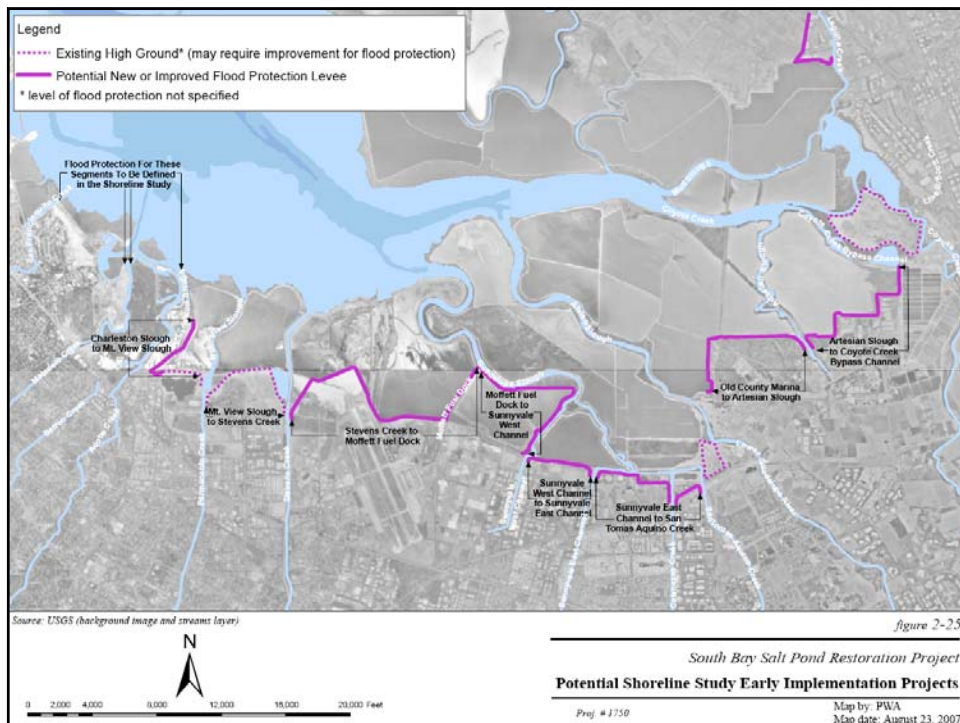 Legend
Existing High Ground* (may require improvement for flood protection)
Potential New or Improved Flood Protection Levee
* level of flood protection not specified
Flood Protection For These
Segments To Be Defined
in the Shoreline Study
Coyote Creek
Bypass Channel
Charleston Slough
to Mt. View Slough
Artesian Slough
to Coyote Creek
Bypass Channel
Old County Marina
to Artesian Slough
Mt. View Slough
to Stevens Creek
Stevens Creek to
Moffett Fuel Dock
Moffett Fuel
Dock to
Sunnyvale
West
Channel
Sunnyvale
West Channel
to Sunnyvale
East Channel
Sunnyvale East
Channel to San
Tomas Aquino Creek
Source: USGS (background image and streams layer)
figure 2-25
N
0 2,000 4,000 8,000 12,000 16,000 20,000 Feet
South Bay Salt Pond Restoration Project
Potential Shoreline Study Early Implementation Projects
Proj. # 1750
Map by: PWA
Map date: August 23, 2007